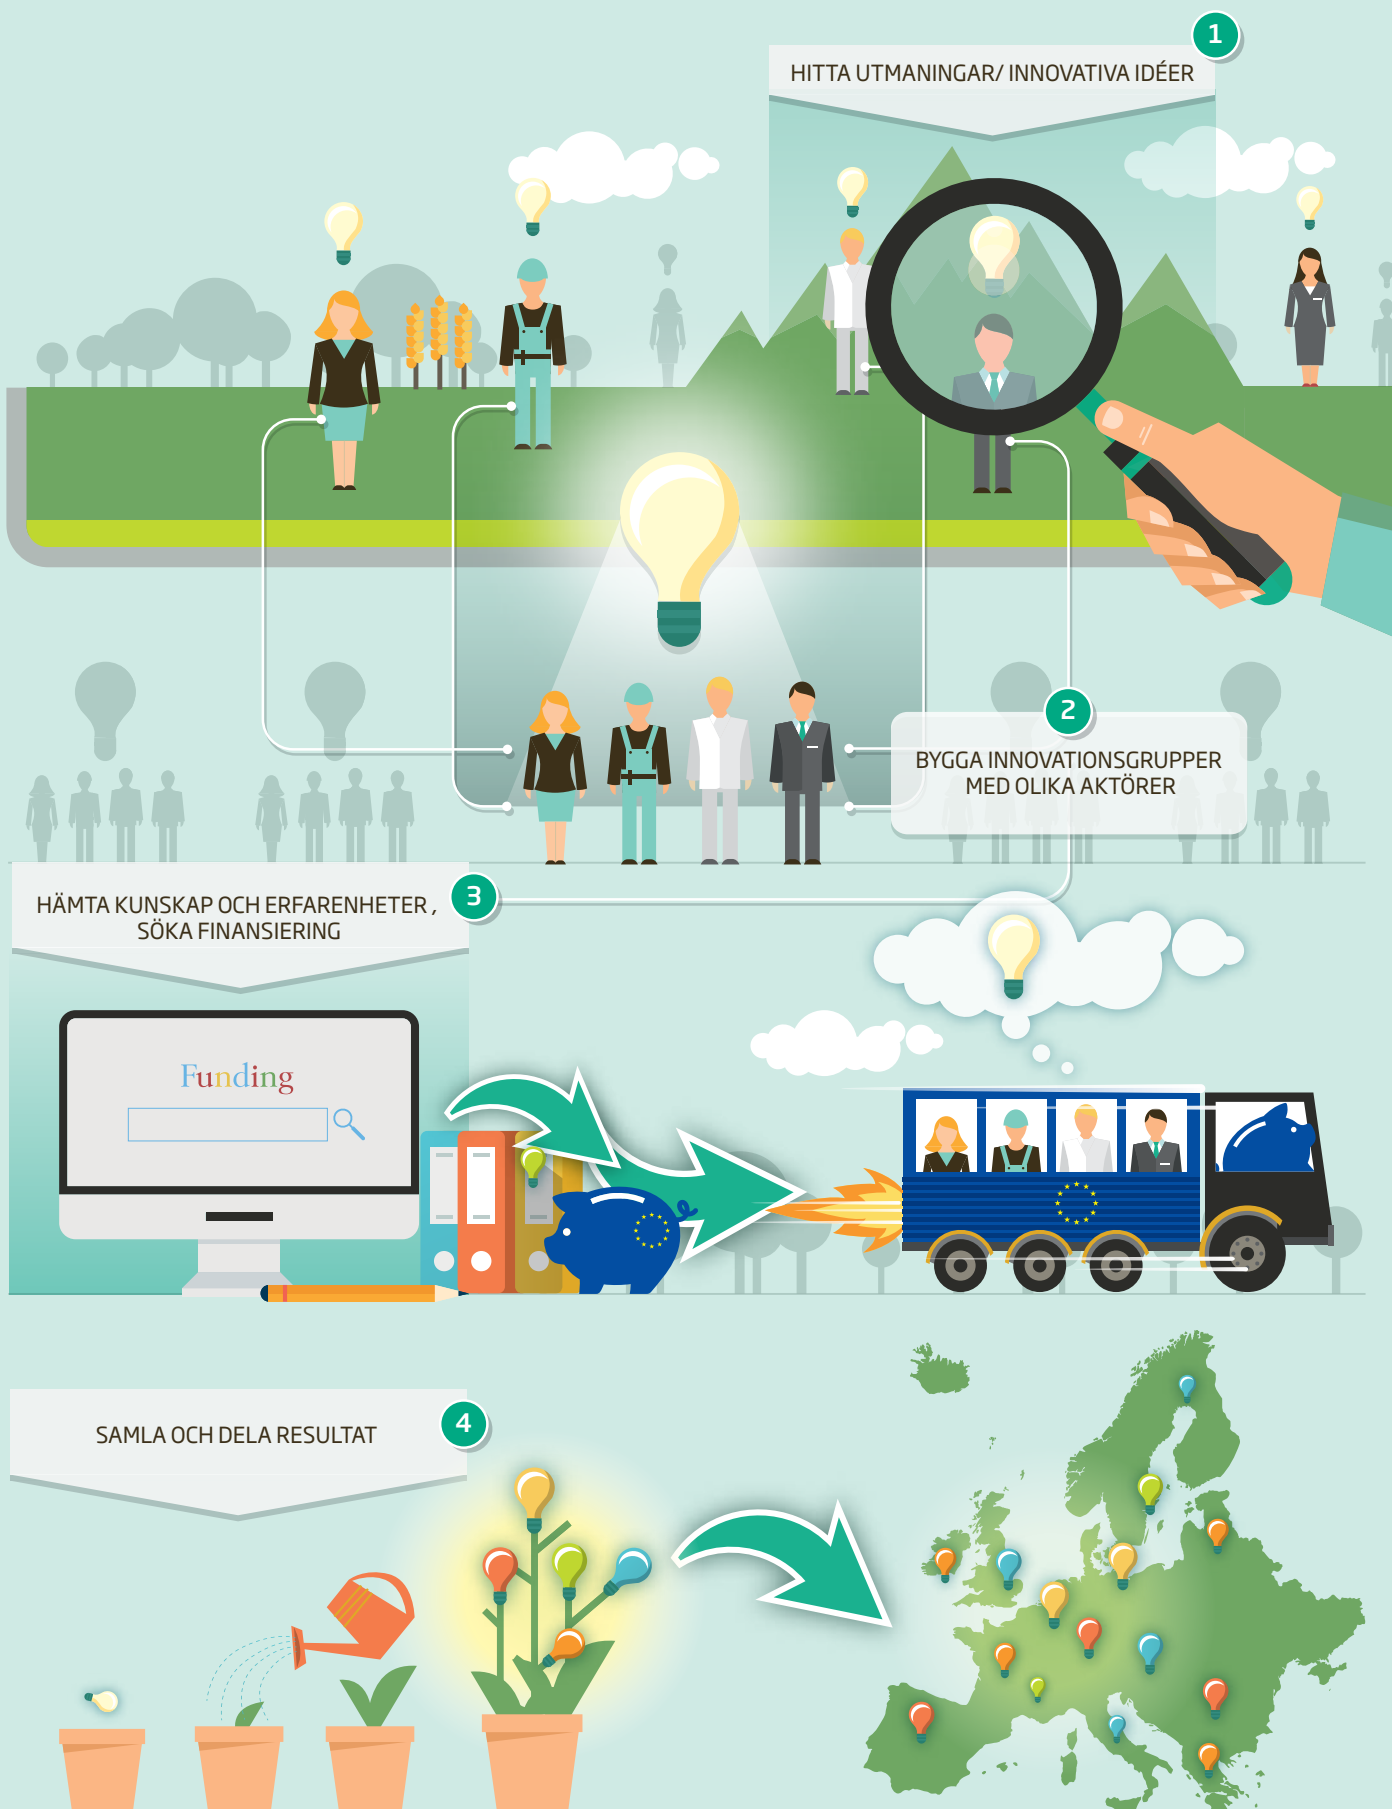 1
HITTA UTMANINGAR/ INNOVATIVA IDÉER
2
BYGGA INNOVATIONSGRUPPER
MED OLIKA AKTÖRER
3
HÄMTA KUNSKAP OCH ERFARENHETER ,
SÖKA FINANSIERING
Funding
4
SAMLA OCH DELA RESULTAT